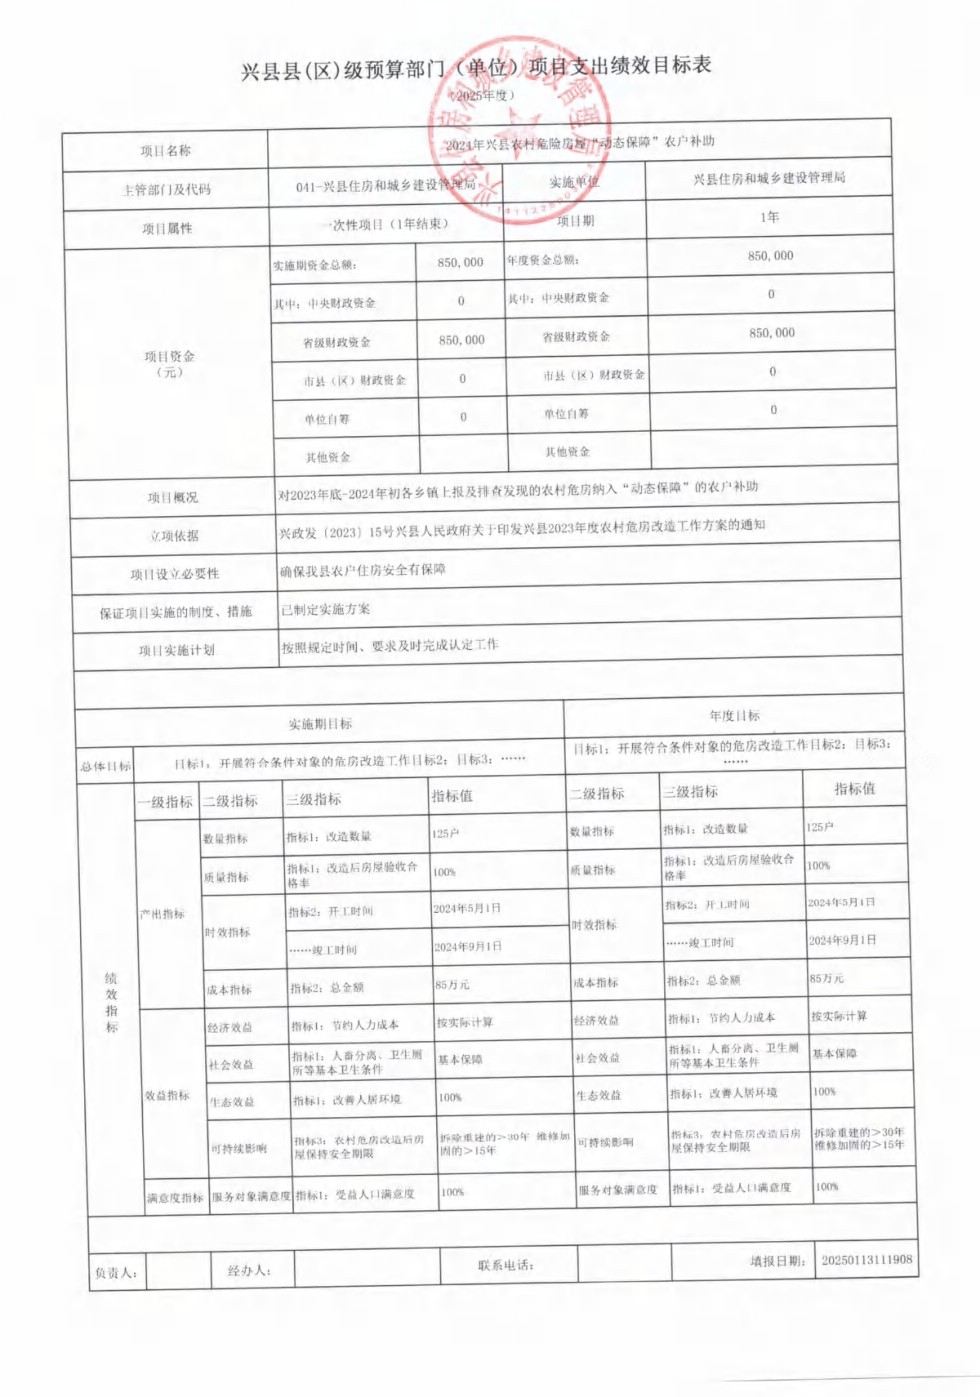 兴县县(区)级预算部门（单位）项目支出绩效目标表
（2025年度）
项目名称 2024年兴县农村危险房屋“动态保障”农户补助
主管部门及代码 041-兴县住房和城乡建设管理局 实施单位 兴县住房和城乡建设管理局
项目属性 一次性项目（1年结束） 项目期 1年
项目资金
（元）
实施期资金总额： 850,000 年度资金总额： 850,000
其中：中央财政资金 0 其中：中央财政资金 0
省级财政资金 850,000 省级财政资金 850,000
市县（区）财政资金 0 市县（区）财政资金 0
单位自筹 0 单位自筹 0
其他资金 其他资金
项目概况 对2023年底-2024年初各乡镇上报及排查发现的农村危房纳入“动态保障”的农户补助
立项依据 兴政发〔2023〕15号兴县人民政府关于印发兴县2023年度农村危房改造工作方案的通知
项目设立必要性 确保我县农户住房安全有保障
保证项目实施的制度、措施 已制定实施方案
项目实施计划 按照规定时间、要求及时完成认定工作
实施期目标 年度目标
总体目标 目标1：开展符合条件对象的危房改造工作目标2：目标3：…… 目标1：开展符合条件对象的危房改造工作目标2：目标3：
……
绩效指标
一级指标 二级指标 三级指标 指标值 二级指标 三级指标 指标值
产出指标
数量指标 指标1：改造数量 125户 数量指标 指标1：改造数量 125户
质量指标 指标1：改造后房屋验收合
格率 100% 质量指标 指标1：改造后房屋验收合
格率 100%
时效指标 指标2：开工时间 2024年5月1日 时效指标 指标2：开工时间 2024年5月1日
……竣工时间 2024年9月1日 ……竣工时间 2024年9月1日
成本指标 指标2：总金额 85万元 成本指标 指标2：总金额 85万元
效益指标
经济效益 指标1：节约人力成本 按实际计算 经济效益 指标1：节约人力成本 按实际计算
社会效益 指标1：人畜分离、卫生厕
所等基本卫生条件 基本保障 社会效益 指标1：人畜分离、卫生厕
所等基本卫生条件 基本保障
生态效益 指标1：改善人居环境 100% 生态效益 指标1：改善人居环境 100%
可持续影响 指标3：农村危房改造后房
屋保持安全期限 拆除重建的>30年 维修加
固的>15年 可持续影响 指标3：农村危房改造后房
屋保持安全期限 拆除重建的>30年
维修加固的>15年
满意度指标 服务对象满意度 指标1：受益人口满意度 100% 服务对象满意度 指标1：受益人口满意度 100%
负责人： 经办人： 联系电话： 填报日期： 20250113111908
兴县住房和城乡建设管理局